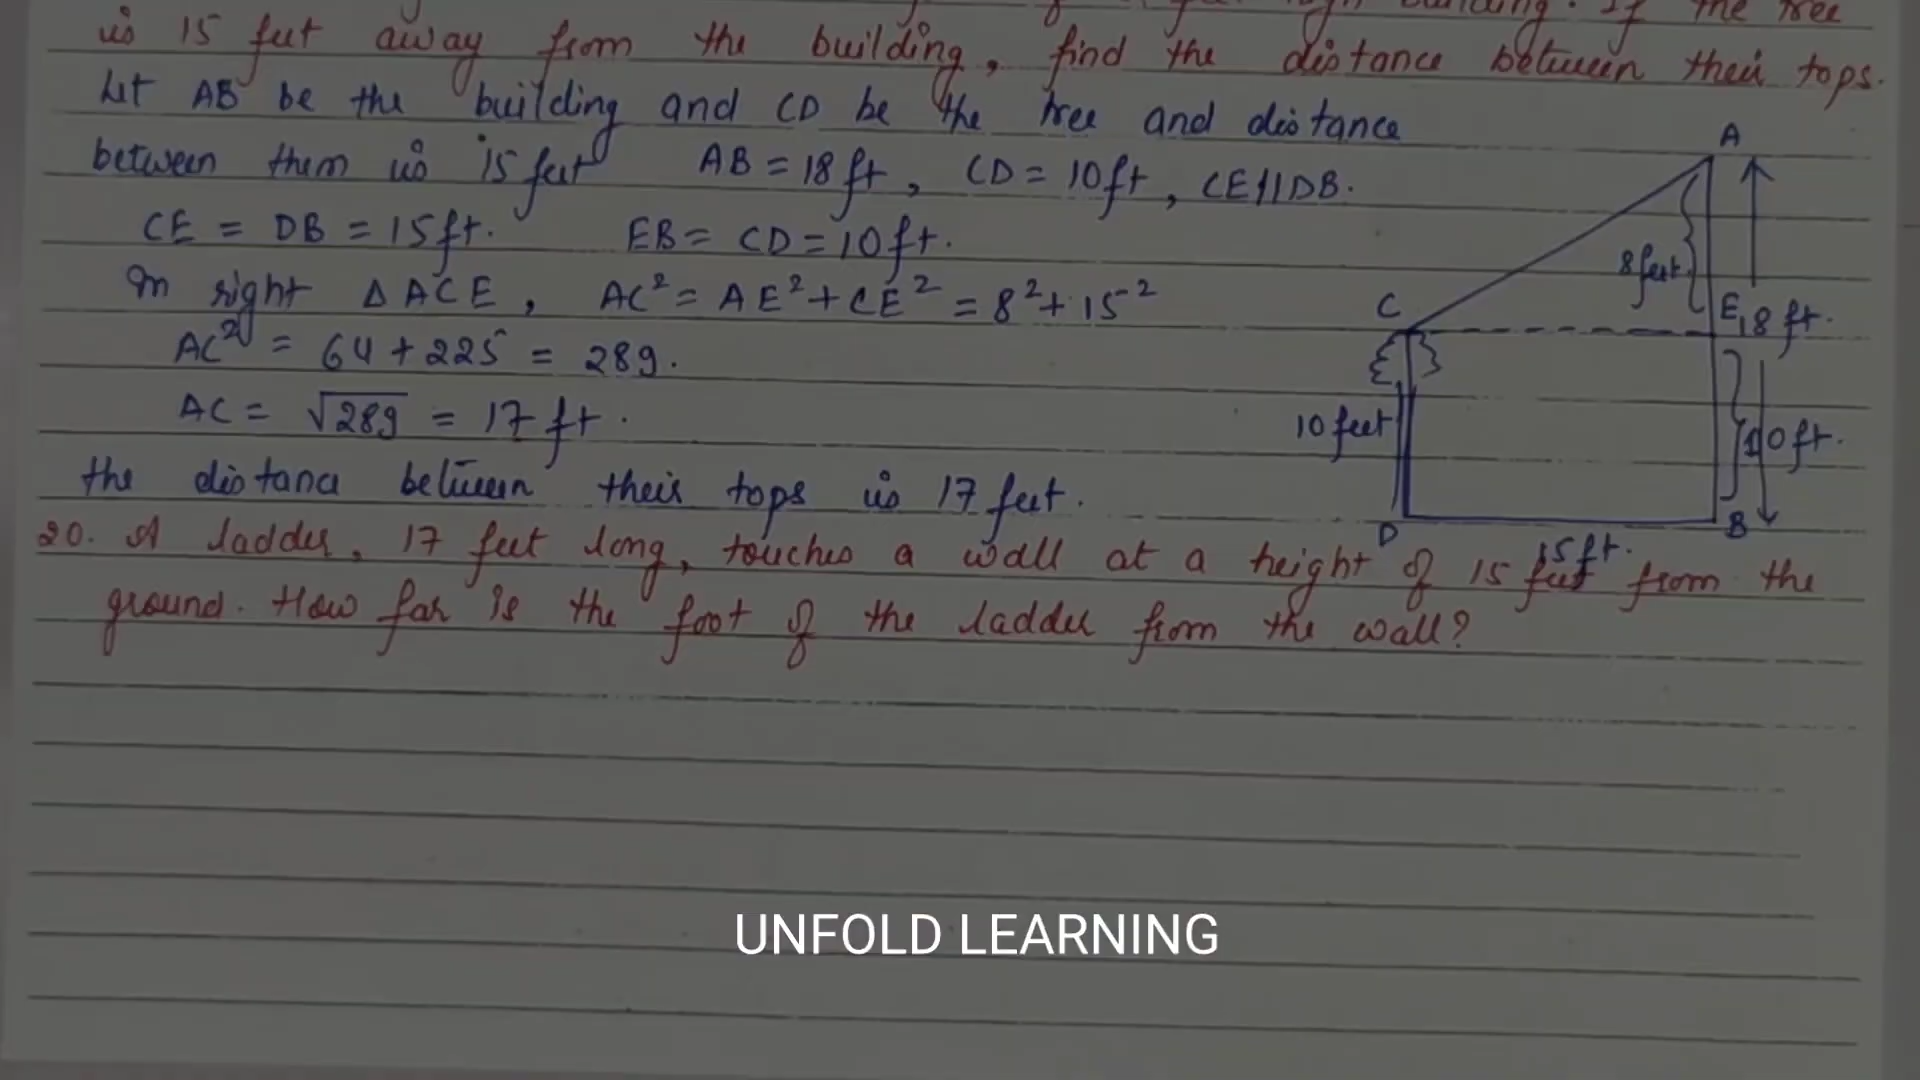 building. If the tree
is 15 feet away from the building, find the distance between their tops.
Let AB be the building and CD be the tree and distance
between them is 15 feet AB = 18 ft, CD = 10 ft, CE||DB.
CE = DB = 15 ft. EB = CD = 10 ft.
In right △ ACE, AC² = AE² + CE² = 8² + 15²
AC² = 64 + 225 = 289.
AC = √289 = 17 ft.
the distance between their tops is 17 feet.
A
8 feet
C
E
18 ft.
10 feet
10 ft.
D
B
15 ft.
20. A ladder, 17 feet long, touches a wall at a height of 15 feet from the
ground. How far is the foot of the ladder from the wall?
UNFOLD LEARNING